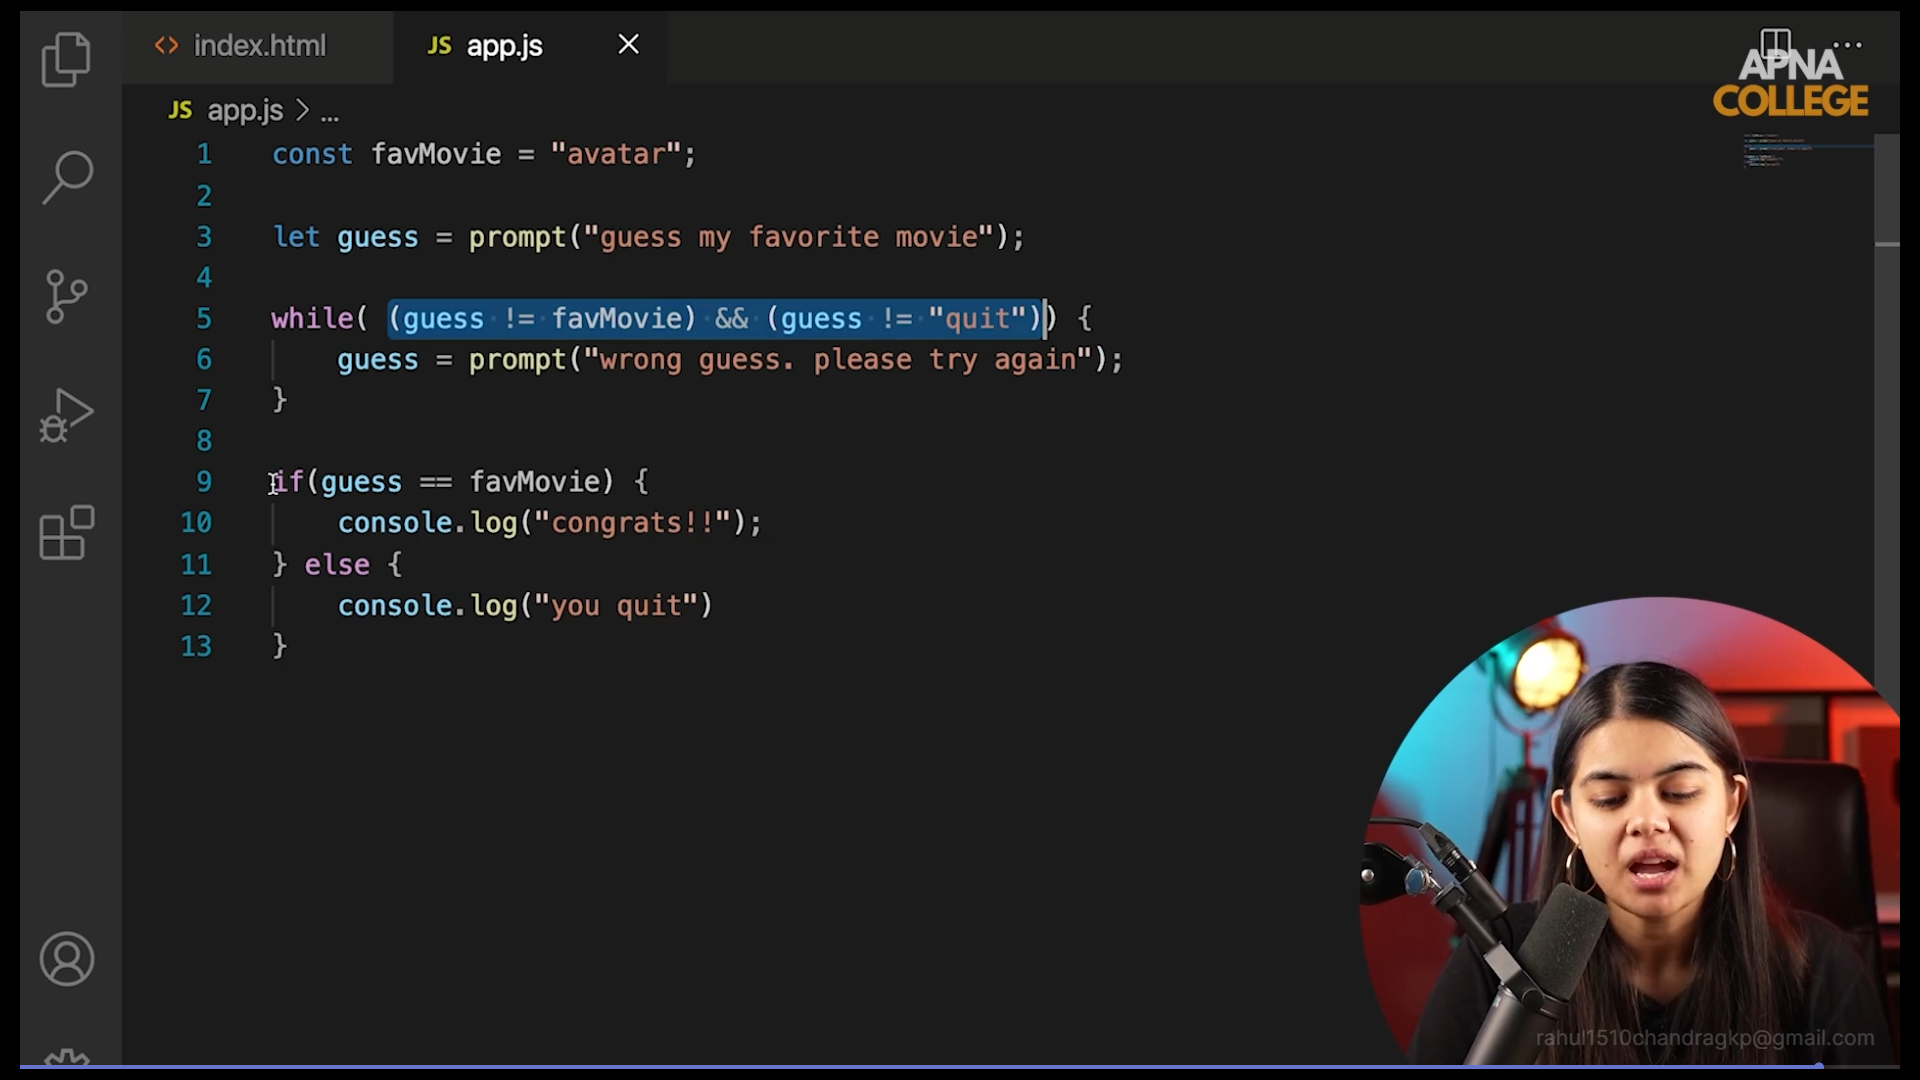 <> index.html
JS app.js
APNA
COLLEGE
JS app.js > ...
1 const favMovie = "avatar";
2
3 let guess = prompt("guess my favorite movie");
4
5 while( (guess != favMovie) && (guess != "quit")) {
6 guess = prompt("wrong guess. please try again");
7 }
8
9 if(guess == favMovie) {
10 console.log("congrats!!");
11 } else {
12 console.log("you quit")
13 }
rahul1510chandragkp@gmail.com